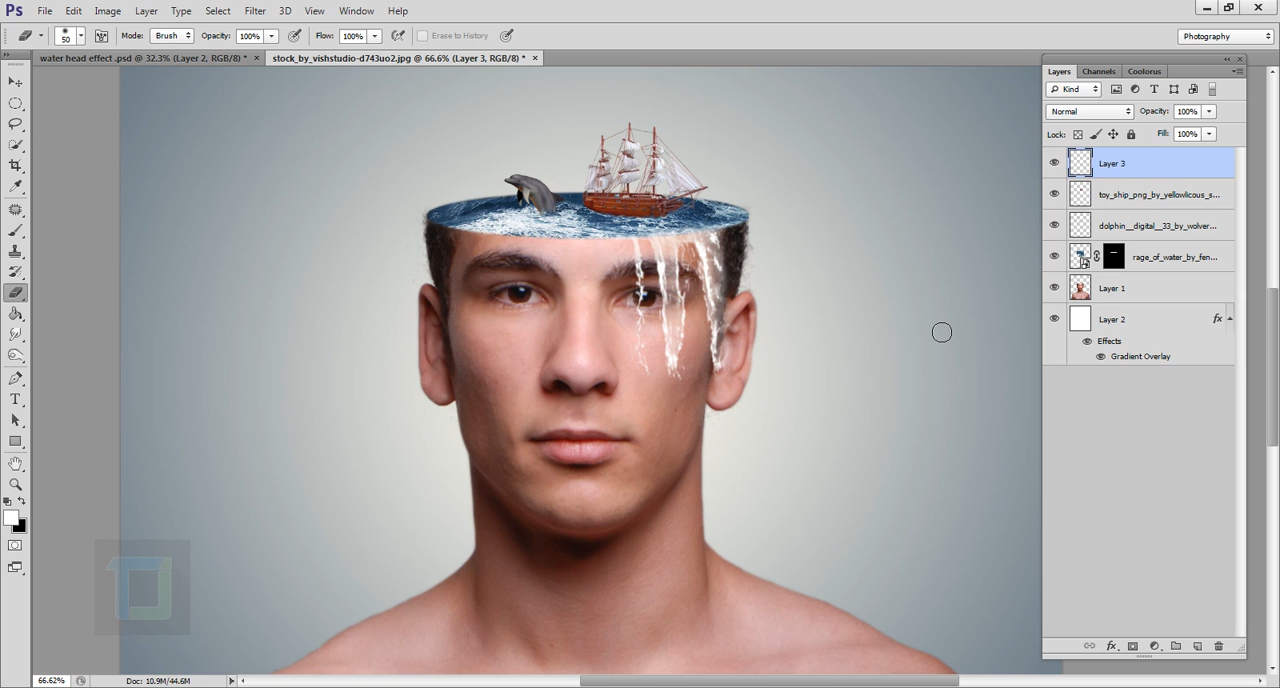 Ps File Edit Image Layer Type Select Filter 3D View Window Help
50 Mode: Brush Opacity: 100% Flow: 100% Erase to History Photography
water head effect .psd @ 32.3% (Layer 2, RGB/8) * × stock_by_vishstudio-d743uo2.jpg @ 66.6% (Layer 3, RGB/8) * ×
Layers Channels Coolorus
Kind
Normal Opacity: 100%
Lock: Fill: 100%
Layer 3
toy_ship_png_by_yellowlicous_s...
dolphin__digital__33_by_wolver...
rage_of_water_by_fen...
Layer 1
Layer 2 fx
Effects
Gradient Overlay
TJ
fx
66.62% Doc: 10.9M/44.6M